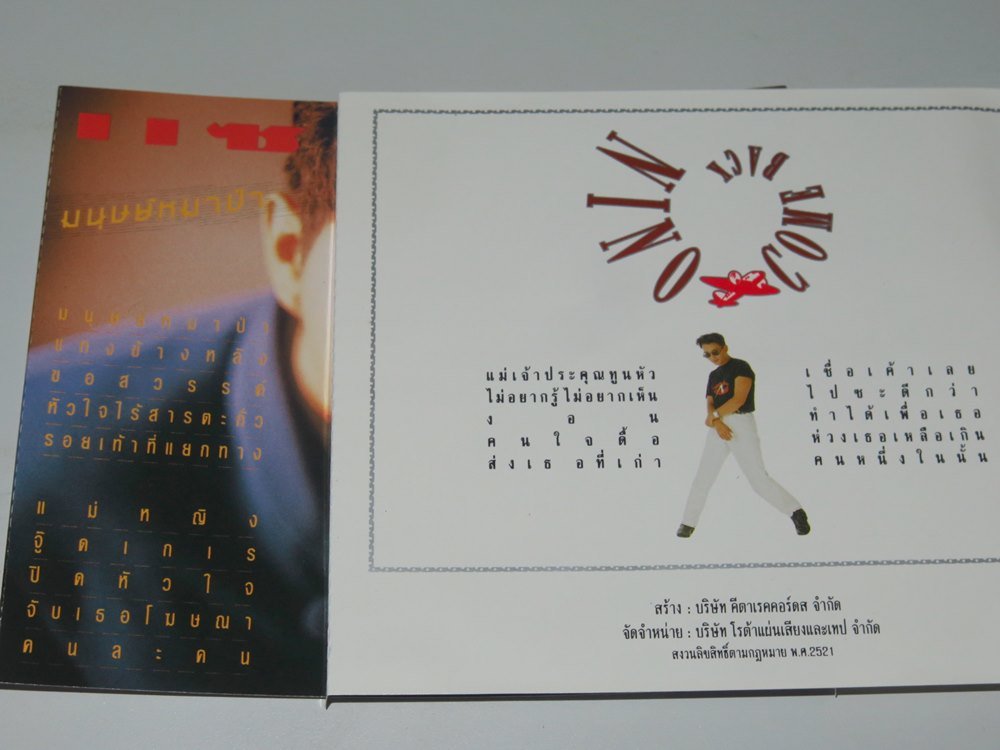 มนุษย์หมาป่า
มนุษย์หมาป่า
ยูถึงข้างหลัง
ขอสวรรค์
หัวใจไร้สารตะกั่ว
รอยเท้าที่แยกทาง
แม่หญิง
จิ๊ดเกเร
ปิดหัวใจ
จับเธอโฆษณา
คนละคน
NINO
COME BACK
แม่เจ้าประคุณทูนหัว
ไม่อยากรู้ไม่อยากเห็น
งอน
คนใจดื้อ
ส่งเธอที่เก่า
เชื่อเค้าเลย
ไปซะดีกว่า
ทำได้เพื่อเธอ
ห่วงเธอเหลือเกิน
คนหนึ่งในนั้น
สร้าง : บริษัท คีตาเรคคอร์ดส จำกัด
จัดจำหน่าย : บริษัท โรต้าแผ่นเสียงและเทป จำกัด
สงวนลิขสิทธิ์ตามกฎหมาย พ.ศ.2521